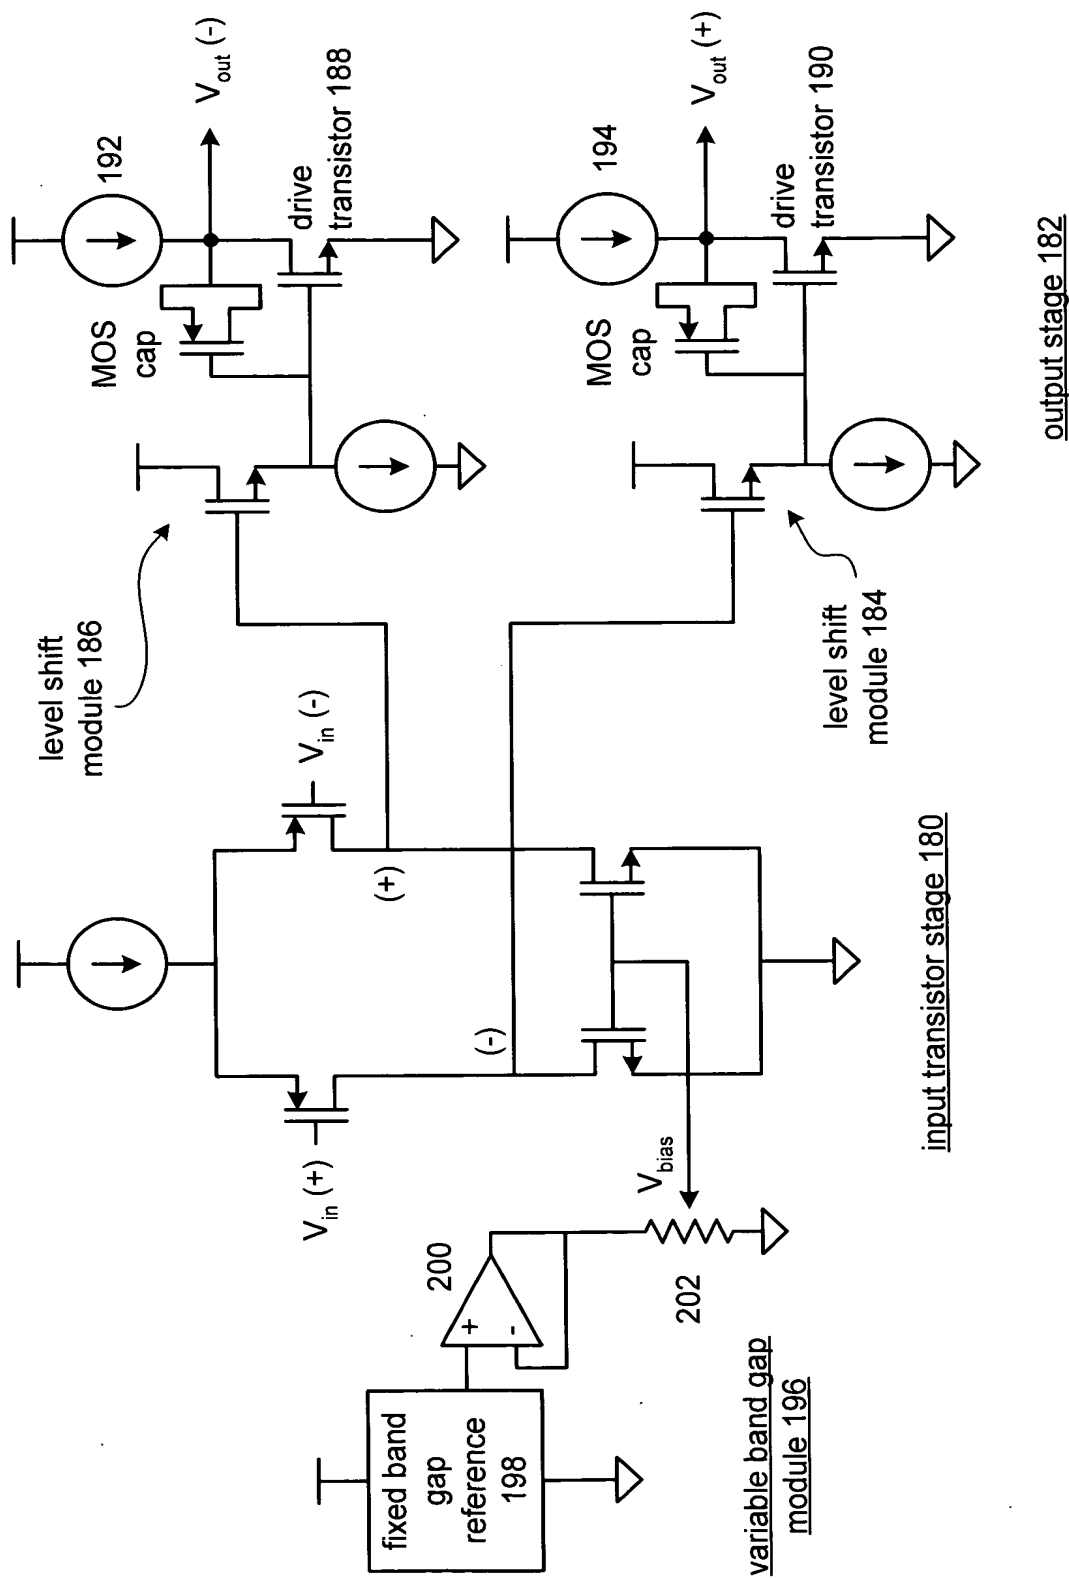 fixed band
gap
reference
198
+
-
200
202
variable band gap
module 196
V_bias
V_in (+)
V_in (-)
(-)
(+)
input transistor stage 180
level shift
module 186
level shift
module 184
MOS
cap
192
V_out (-)
drive
transistor 188
MOS
cap
194
V_out (+)
drive
transistor 190
output stage 182